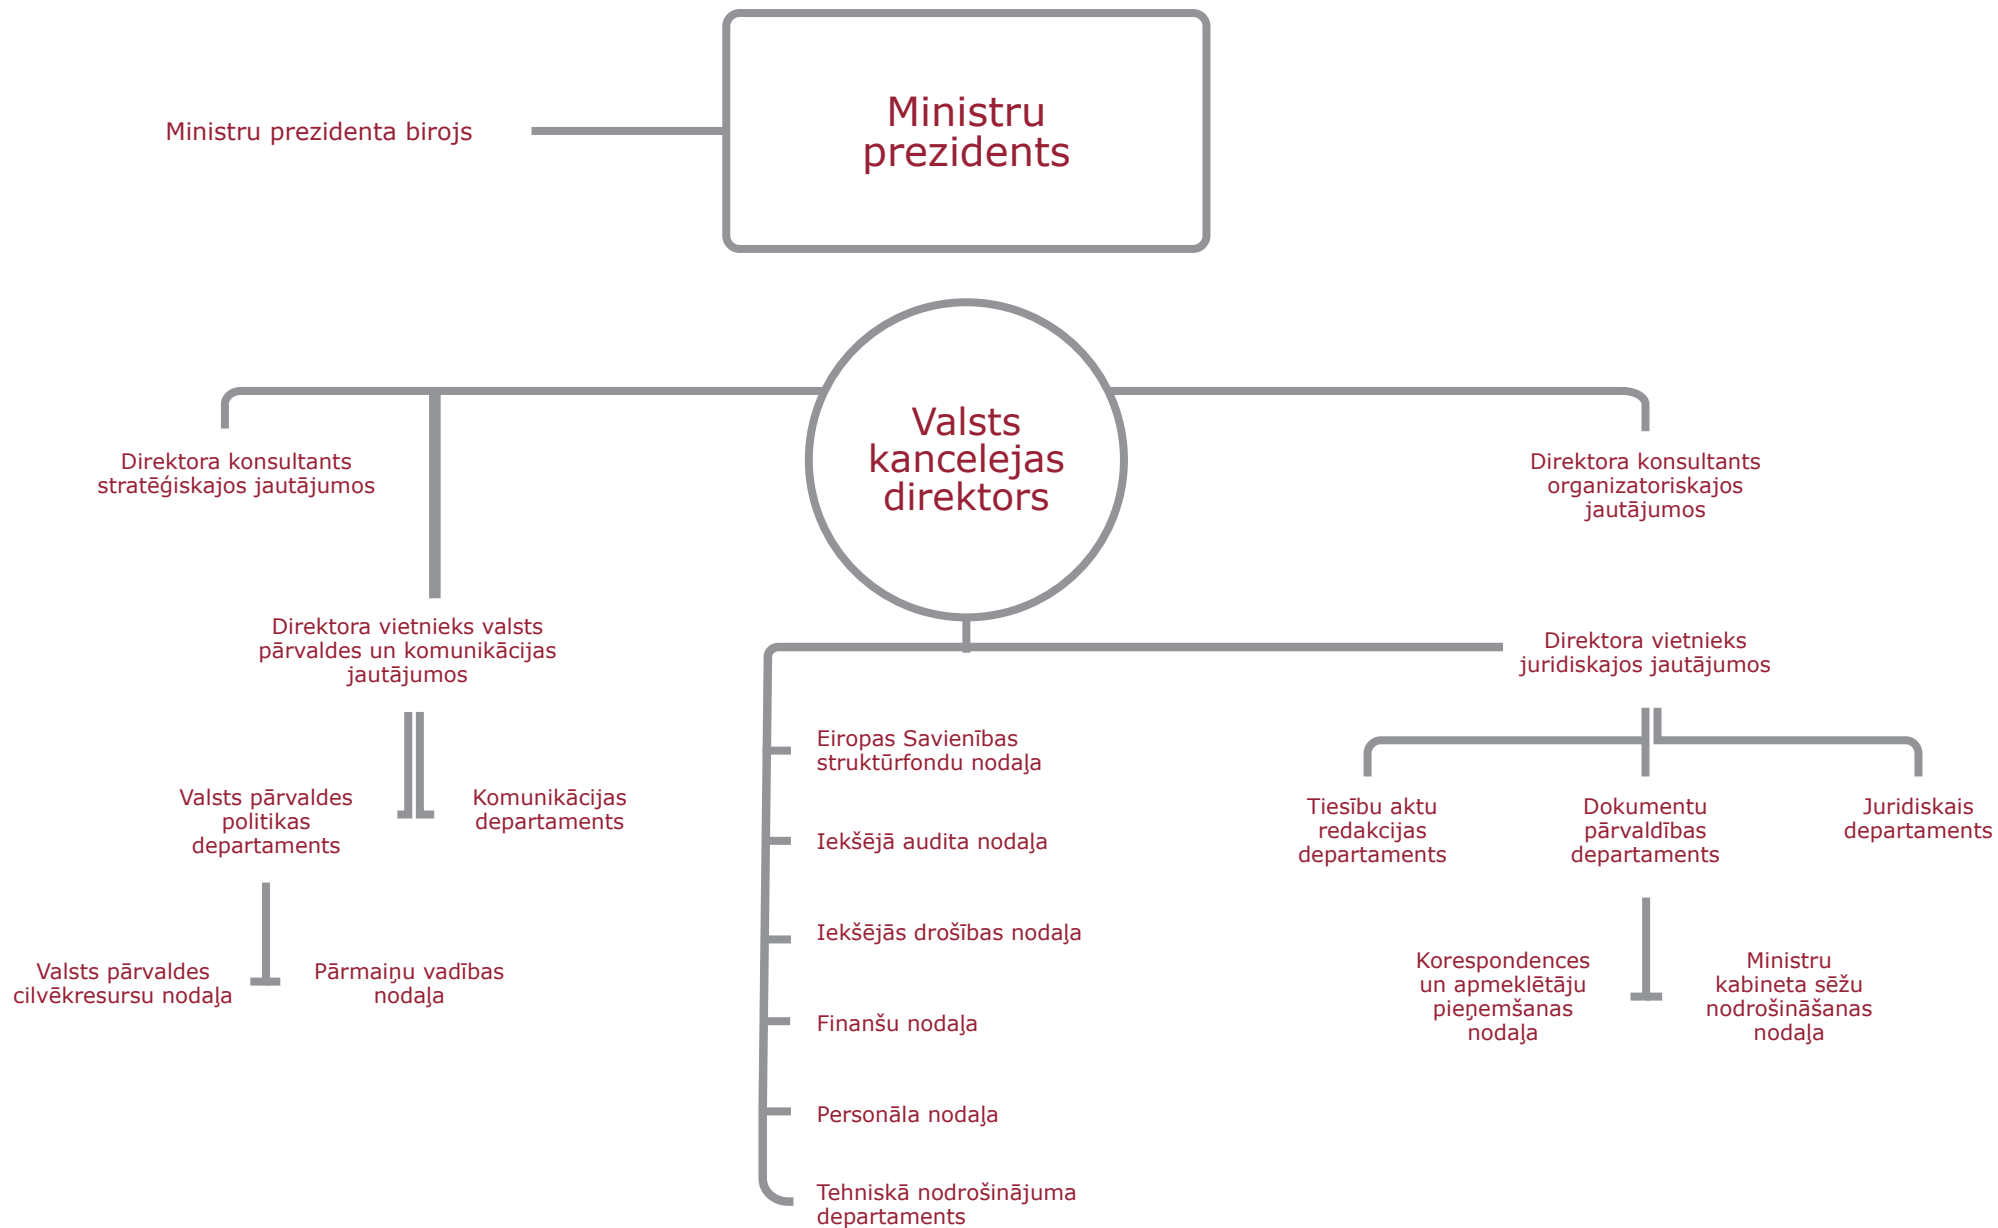 Ministru
prezidents
Ministru prezidenta birojs
Valsts
kancelejas
direktors
Direktora konsultants
stratēģiskajos jautājumos
Direktora konsultants
organizatoriskajos
jautājumos
Direktora vietnieks valsts
pārvaldes un komunikācijas
jautājumos
Direktora vietnieks
juridiskajos jautājumos
Valsts pārvaldes
politikas
departaments
Komunikācijas
departaments
Valsts pārvaldes
cilvēkresursu nodaļa
Pārmaiņu vadības
nodaļa
Eiropas Savienības
struktūrfondu nodaļa
Iekšējā audita nodaļa
Iekšējās drošības nodaļa
Finanšu nodaļa
Personāla nodaļa
Tehniskā nodrošinājuma
departaments
Tiesību aktu
redakcijas
departaments
Dokumentu
pārvaldības
departaments
Juridiskais
departaments
Korespondences
un apmeklētāju
pieņemšanas
nodaļa
Ministru
kabineta sēžu
nodrošināšanas
nodaļa